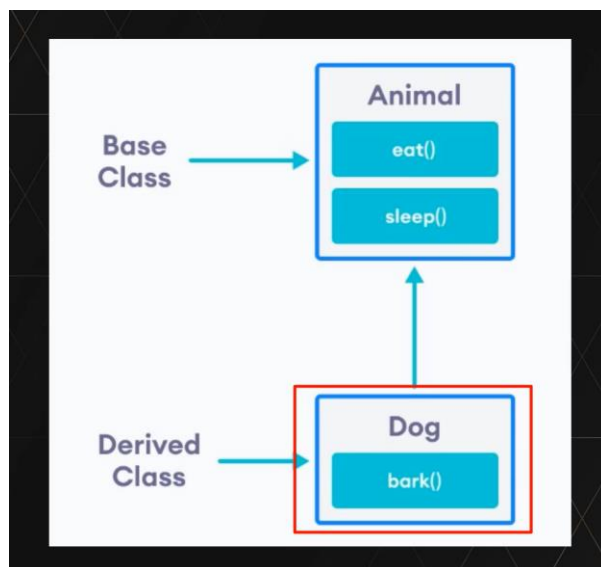 Animal
eat()
sleep()
Base
Class
Dog
bark()
Derived
Class